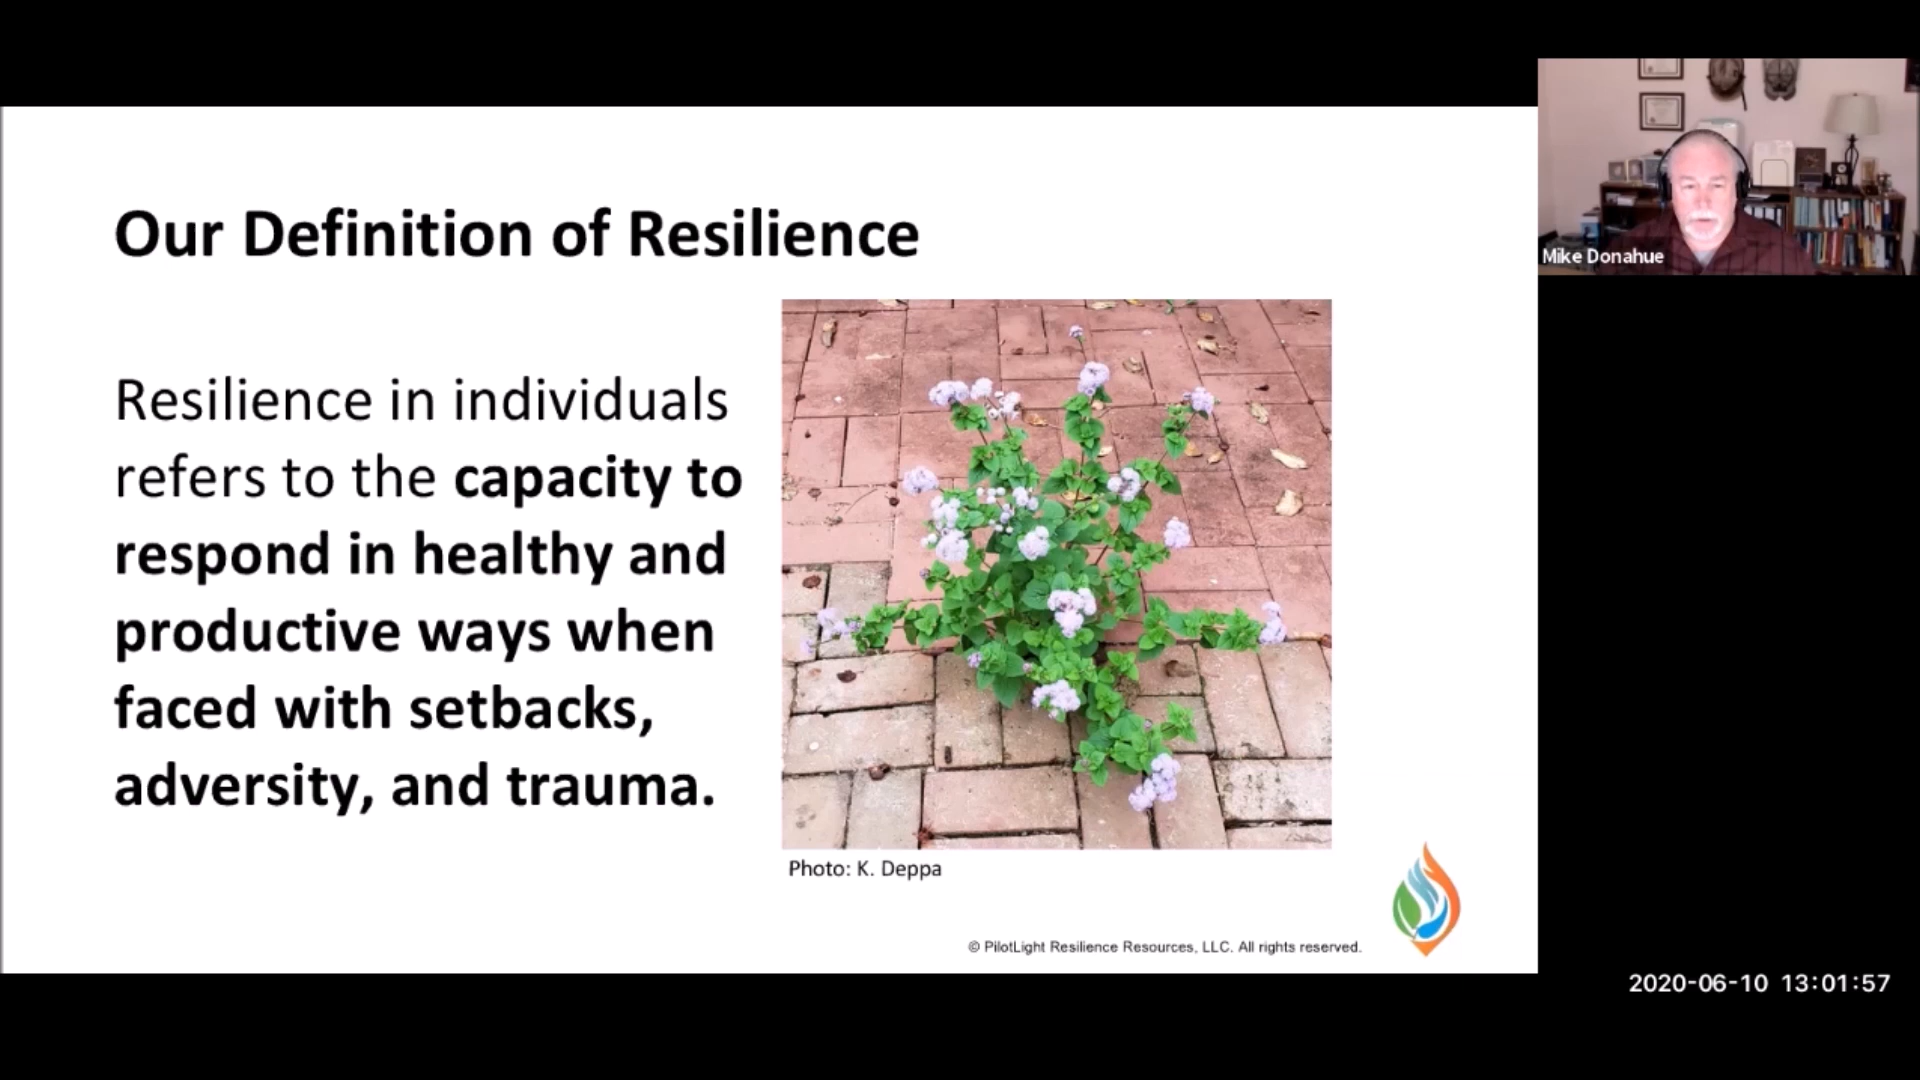 Our Definition of Resilience
Resilience in individuals
refers to the capacity to
respond in healthy and
productive ways when
faced with setbacks,
adversity, and trauma.
Photo: K. Deppa
© PilotLight Resilience Resources, LLC. All rights reserved.
Mike Donahue
2020-06-10 13:01:57